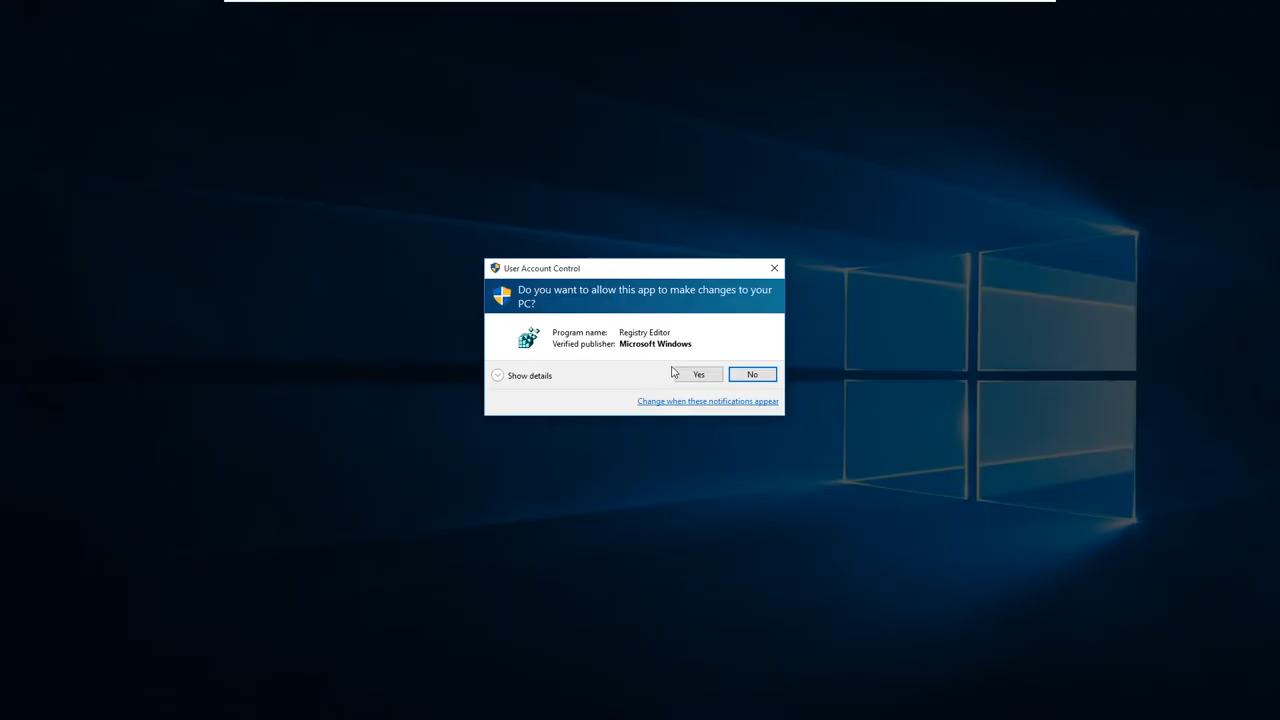 User Account Control
Do you want to allow this app to make changes to your
PC?
Program name: Registry Editor
Verified publisher: Microsoft Windows
Show details
Yes
No
Change when these notifications appear